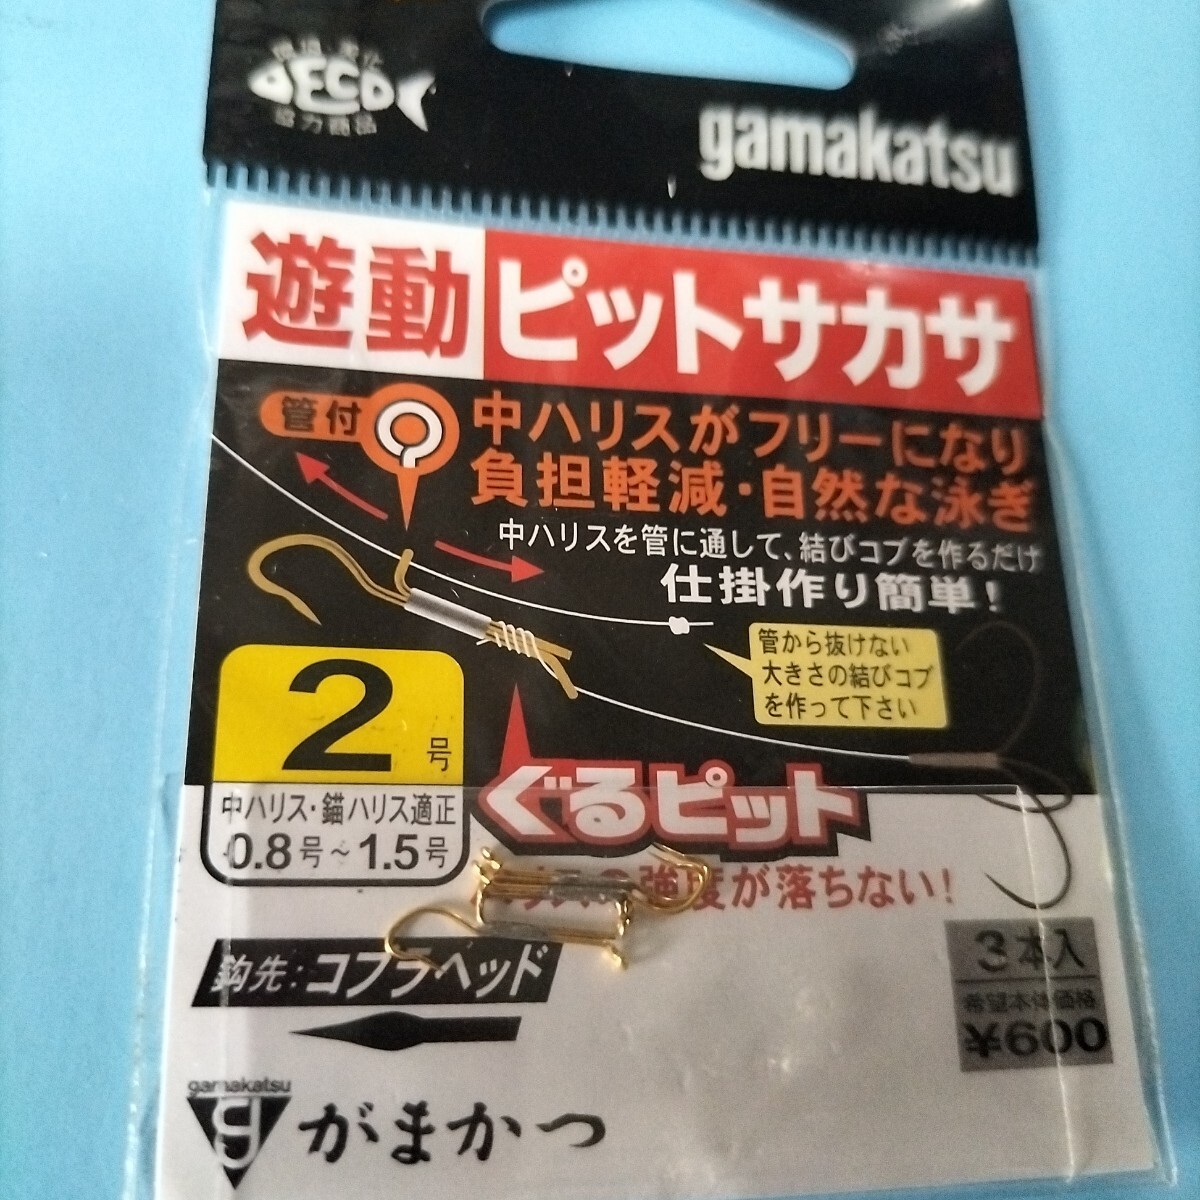 環境・美化
ECO
協力商品
gamakatsu
遊動ピットサカサ
管付
中ハリスがフリーになり
負担軽減・自然な泳ぎ
中ハリスを管に通して、結びコブを作るだけ
仕掛作り簡単!
管から抜けない
大きさの結びコブ
を作って下さい
2号
中ハリス・錨ハリス適正
0.8号~1.5号
ぐるピット
の強度が落ちない!
鈎先:コブラヘッド
3本入
希望本体価格
¥600
gamakatsu
がまかつ